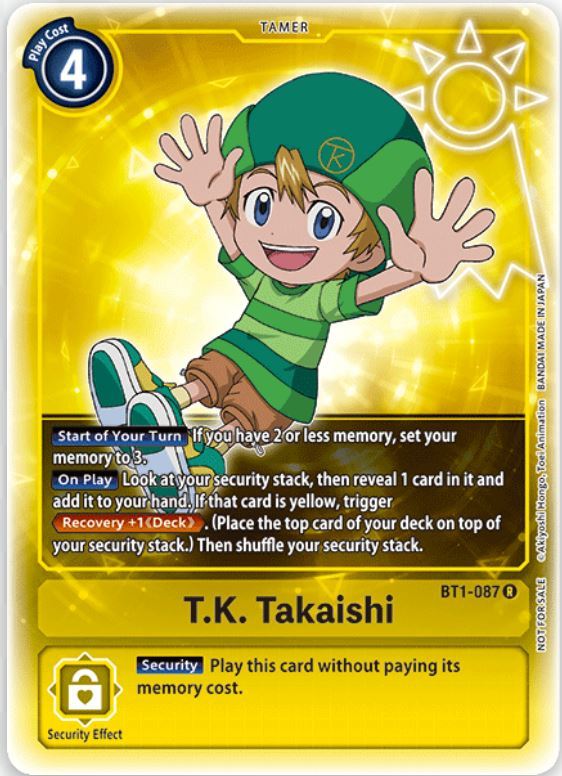 Play Cost
4
TAMER
TK
Start of Your Turn If you have 2 or less memory, set your
memory to 3.
On Play Look at your security stack, then reveal 1 card in it and
add it to your hand. If that card is yellow, trigger
Recovery +1《Deck》. (Place the top card of your deck on top of
your security stack.) Then shuffle your security stack.
BT1-087 R
T.K. Takaishi
Security Play this card without paying its
memory cost.
Security Effect
©Akiyoshi Hongo, Toei Animation BANDAI MADE IN JAPAN
NOT FOR SALE